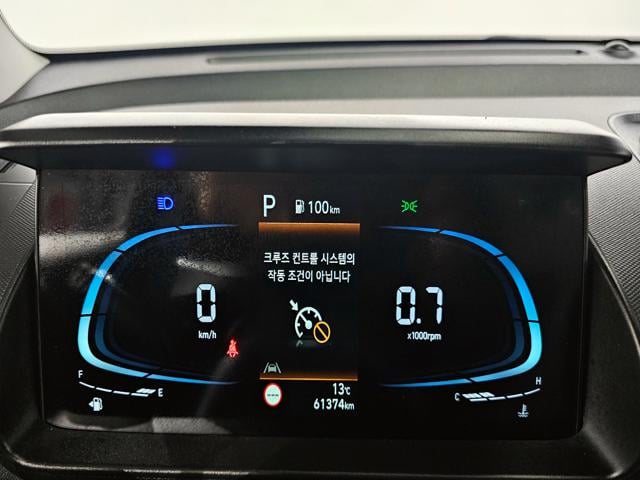 P 100km
크루즈 컨트롤 시스템의
작동 조건이 아닙니다
0
km/h
0.7
x1000rpm
F E
C H
13℃
61374km